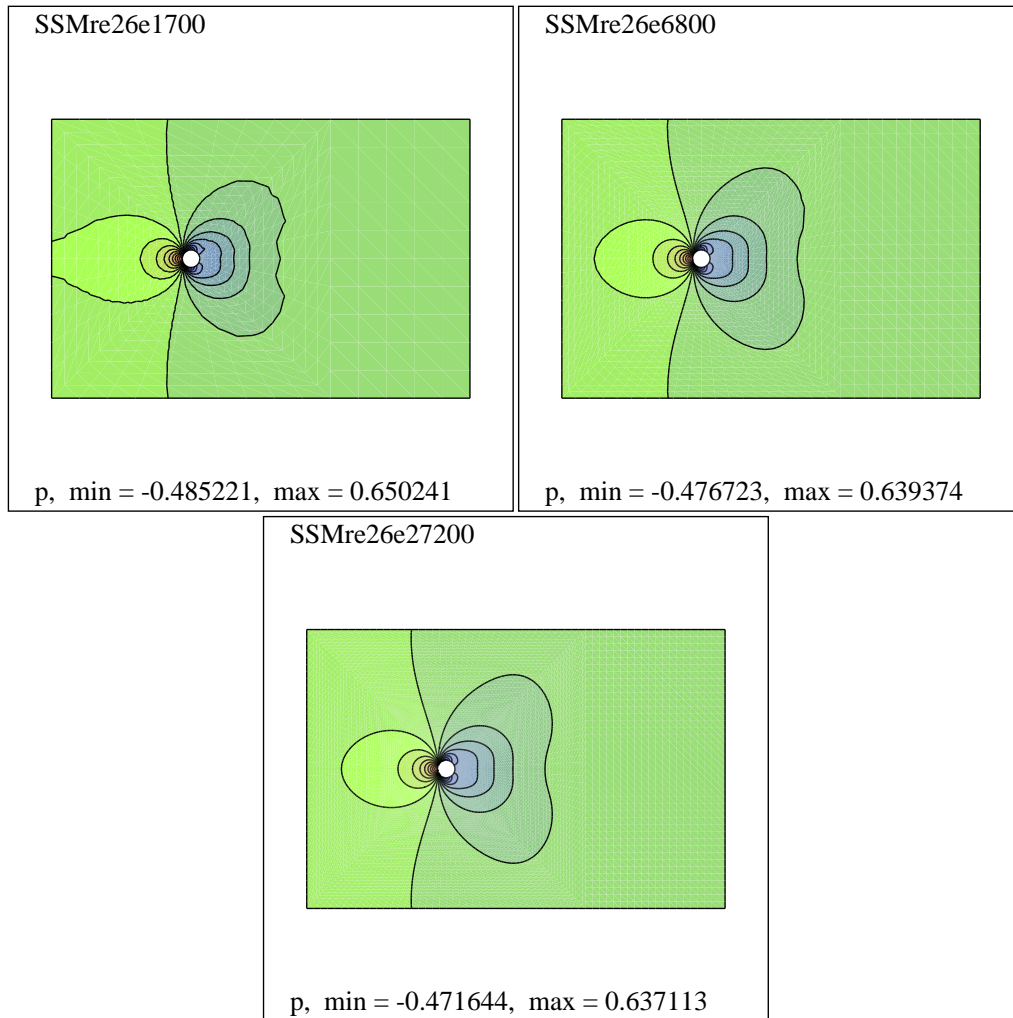 SSMre26e1700
p, min = -0.485221, max = 0.650241
SSMre26e6800
p, min = -0.476723, max = 0.639374
SSMre26e27200
p, min = -0.471644, max = 0.637113